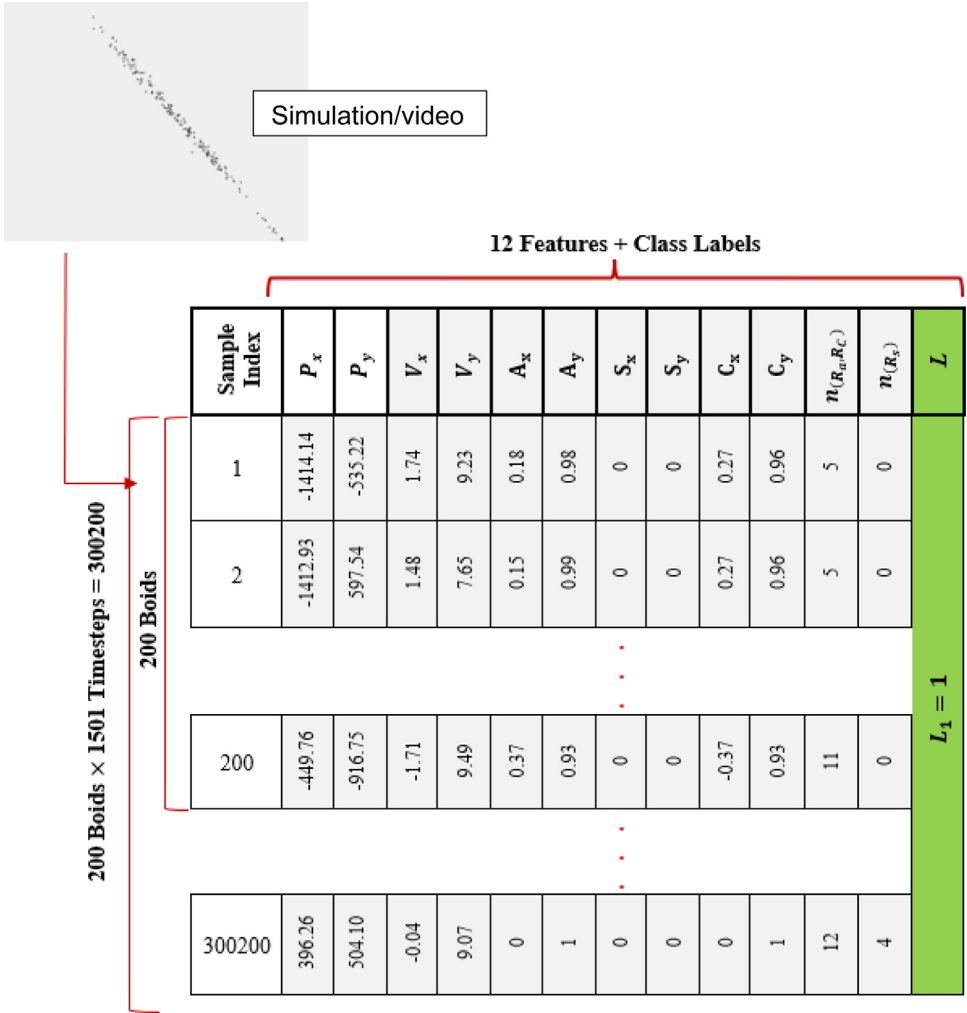 Simulation/video
12 Features + Class Labels
Sample Index P_x P_y V_x V_y A_x A_y S_x S_y C_x C_y n_(R_a,R_C) n_(R_s) L
200 Boids × 1501 Timesteps = 300200
200 Boids
1 -1414.14 -535.22 1.74 9.23 0.18 0.98 0 0 0.27 0.96 5 0
2 -1412.93 597.54 1.48 7.65 0.15 0.99 0 0 0.27 0.96 5 0
. . .
200 -449.76 -916.75 -1.71 9.49 0.37 0.93 0 0 -0.37 0.93 11 0
. . .
300200 396.26 504.10 -0.04 9.07 0 1 0 0 0 1 12 4
L_1 = 1